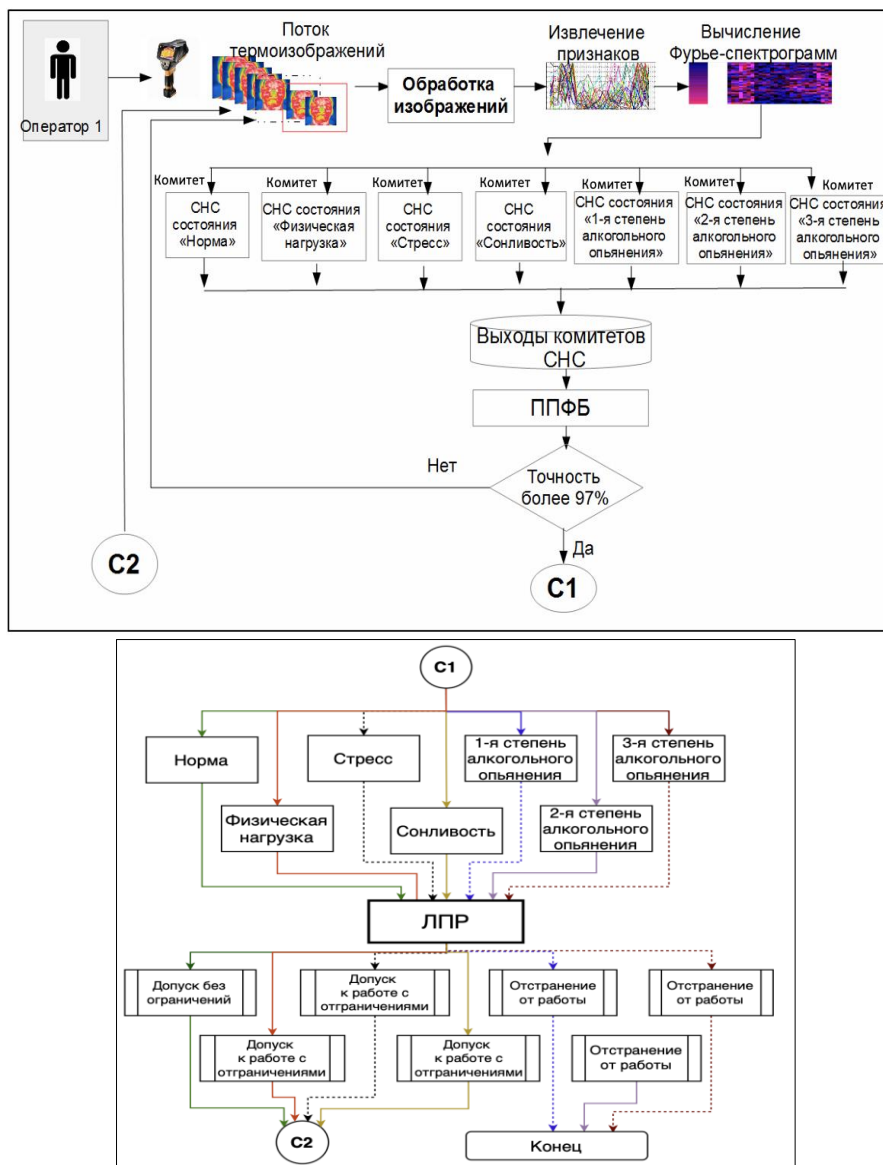 Поток
термоизображений
Извлечение
признаков
Вычисление
Фурье-спектрограмм
Обработка
изображений
Оператор 1
Комитет
Комитет
Комитет
Комитет
Комитет
Комитет
Комитет
СНС
состояния
«Норма»
СНС состояния
«Физическая
нагрузка»
СНС
состояния
«Стресс»
СНС
состояния
«Сонливость»
СНС состояния
«1-я степень
алкогольного
опьянения»
СНС состояния
«2-я степень
алкогольного
опьянения»
СНС состояния
«3-я степень
алкогольного
опьянения»
Выходы комитетов
СНС
ППФБ
Нет
Точность
более 97%
Да
С2
С1
С1
Норма
Стресс
1-я степень
алкогольного
опьянения
3-я степень
алкогольного
опьянения
Физическая
нагрузка
Сонливость
2-я степень
алкогольного
опьянения
ЛПР
Допуск без
ограничений
Допуск
к работе с
отграничениями
Отстранение
от работы
Отстранение
от работы
Допуск
к работе с
отграничениями
Допуск
к работе с
отграничениями
Отстранение
от работы
С2
Конец